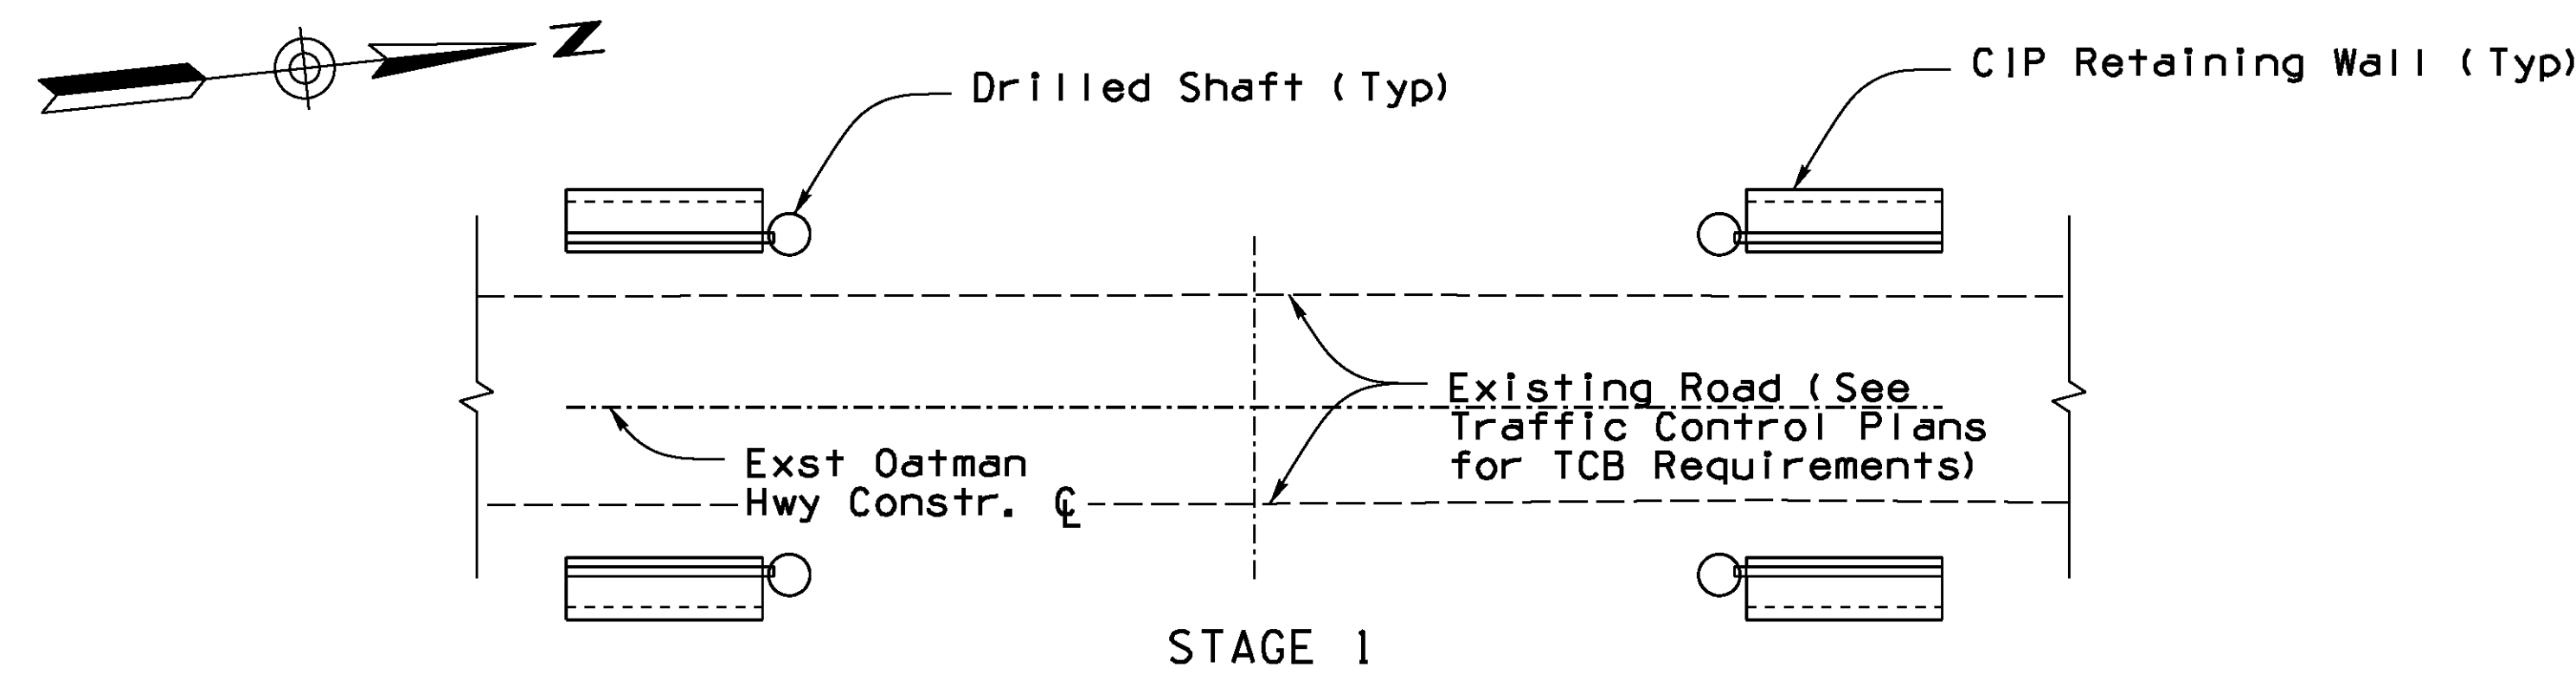 N
Drilled Shaft (Typ)
CIP Retaining Wall (Typ)
Existing Road (See
Traffic Control Plans
for TCB Requirements)
Exst Oatman
Hwy Constr. ℄
STAGE 1